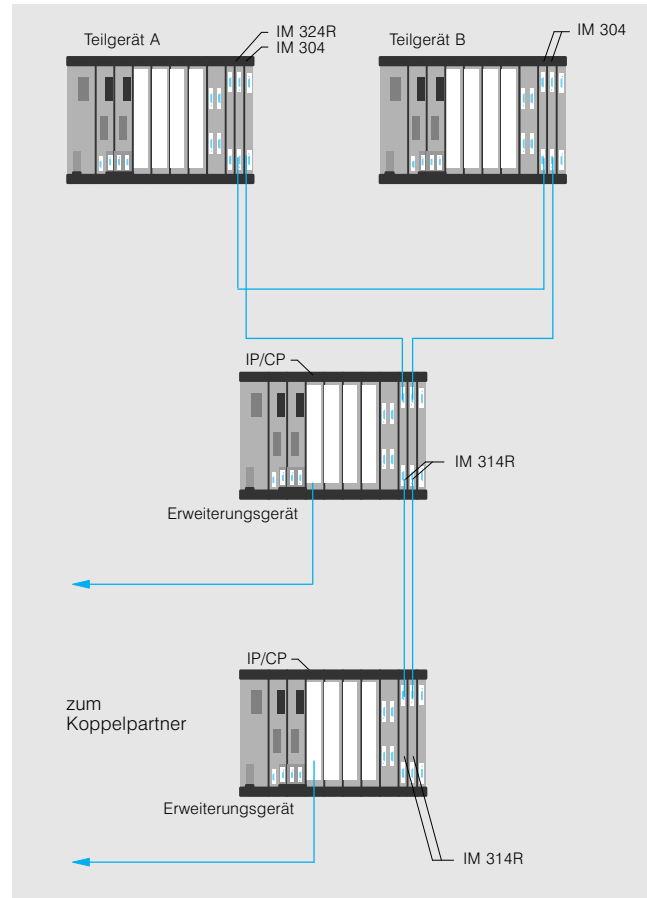 Teilgerät A
IM 324R
IM 304
Teilgerät B
IM 304
IP/CP
IM 314R
Erweiterungsgerät
IP/CP
zum
Koppelpartner
Erweiterungsgerät
IM 314R